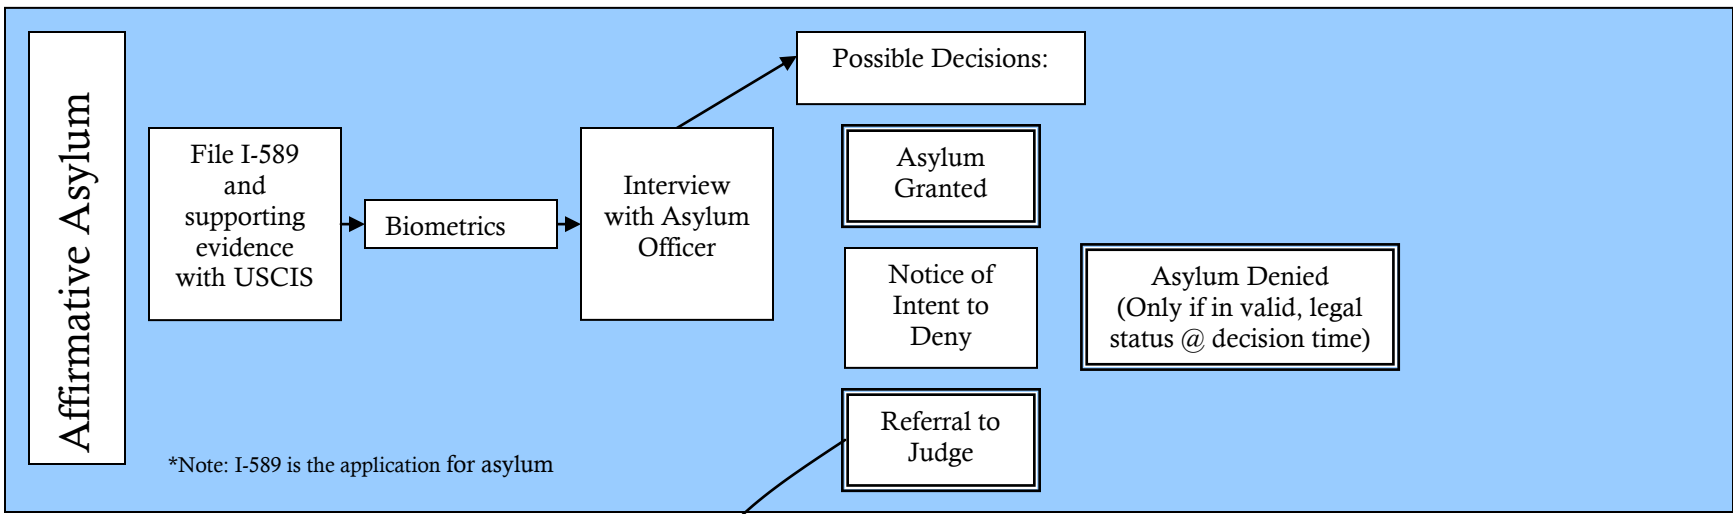 Affirmative Asylum
File I-589
and
supporting
evidence
with USCIS
Biometrics
Interview
with Asylum
Officer
Possible Decisions:
Asylum
Granted
Notice of
Intent to
Deny
Asylum Denied
(Only if in valid, legal
status @ decision time)
Referral to
Judge
*Note: I-589 is the application for asylum